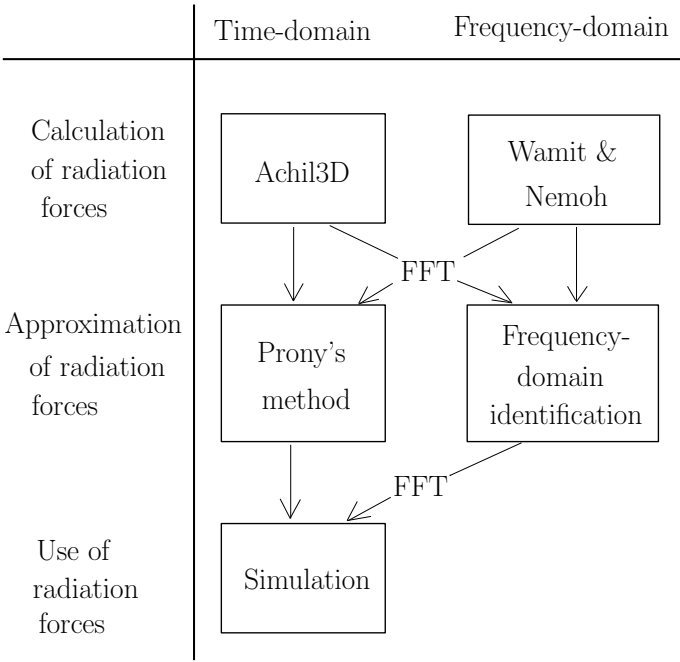 Time-domain
Frequency-domain
Calculation
of radiation
forces
Achil3D
Wamit &
Nemoh
FFT
Approximation
of radiation
forces
Prony's
method
Frequency-
domain
identification
FFT
Use of
radiation
forces
Simulation